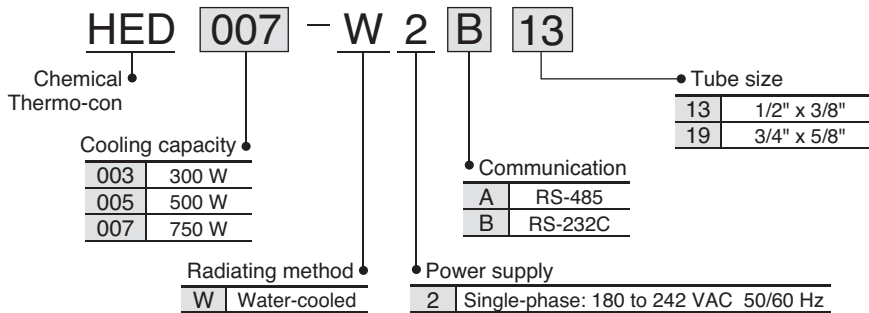 HED 007 - W 2 B 13
Chemical
Thermo-con
Tube size
13 1/2" x 3/8"
19 3/4" x 5/8"
Cooling capacity
003 300 W
005 500 W
007 750 W
Communication
A RS-485
B RS-232C
Radiating method
W Water-cooled
Power supply
2 Single-phase: 180 to 242 VAC 50/60 Hz